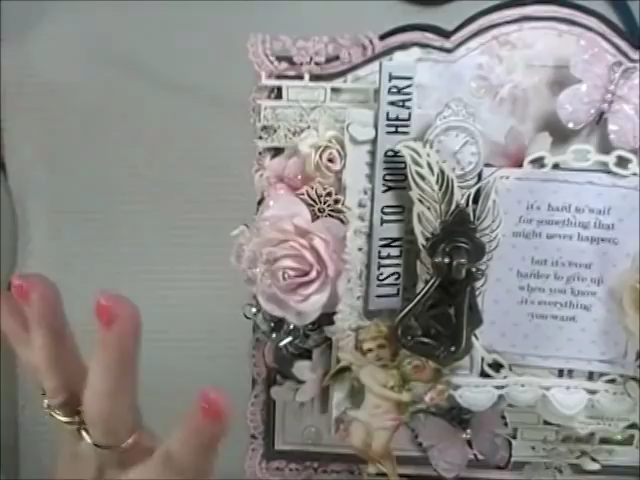 LISTEN TO YOUR HEART
it's hard to wait
for something that
might never happen;
but it's even
harder to give up
when you know
it's everything
you want.